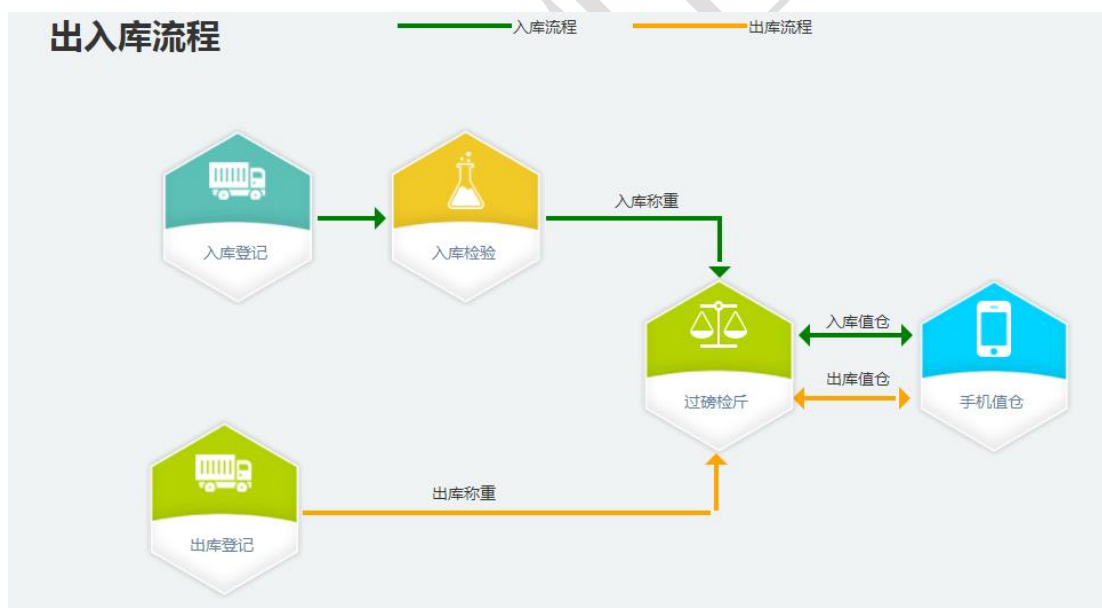 出入库流程
入库流程
出库流程
入库登记
入库检验
入库称重
过磅检斤
入库值仓
出库值仓
手机值仓
出库称重
出库登记